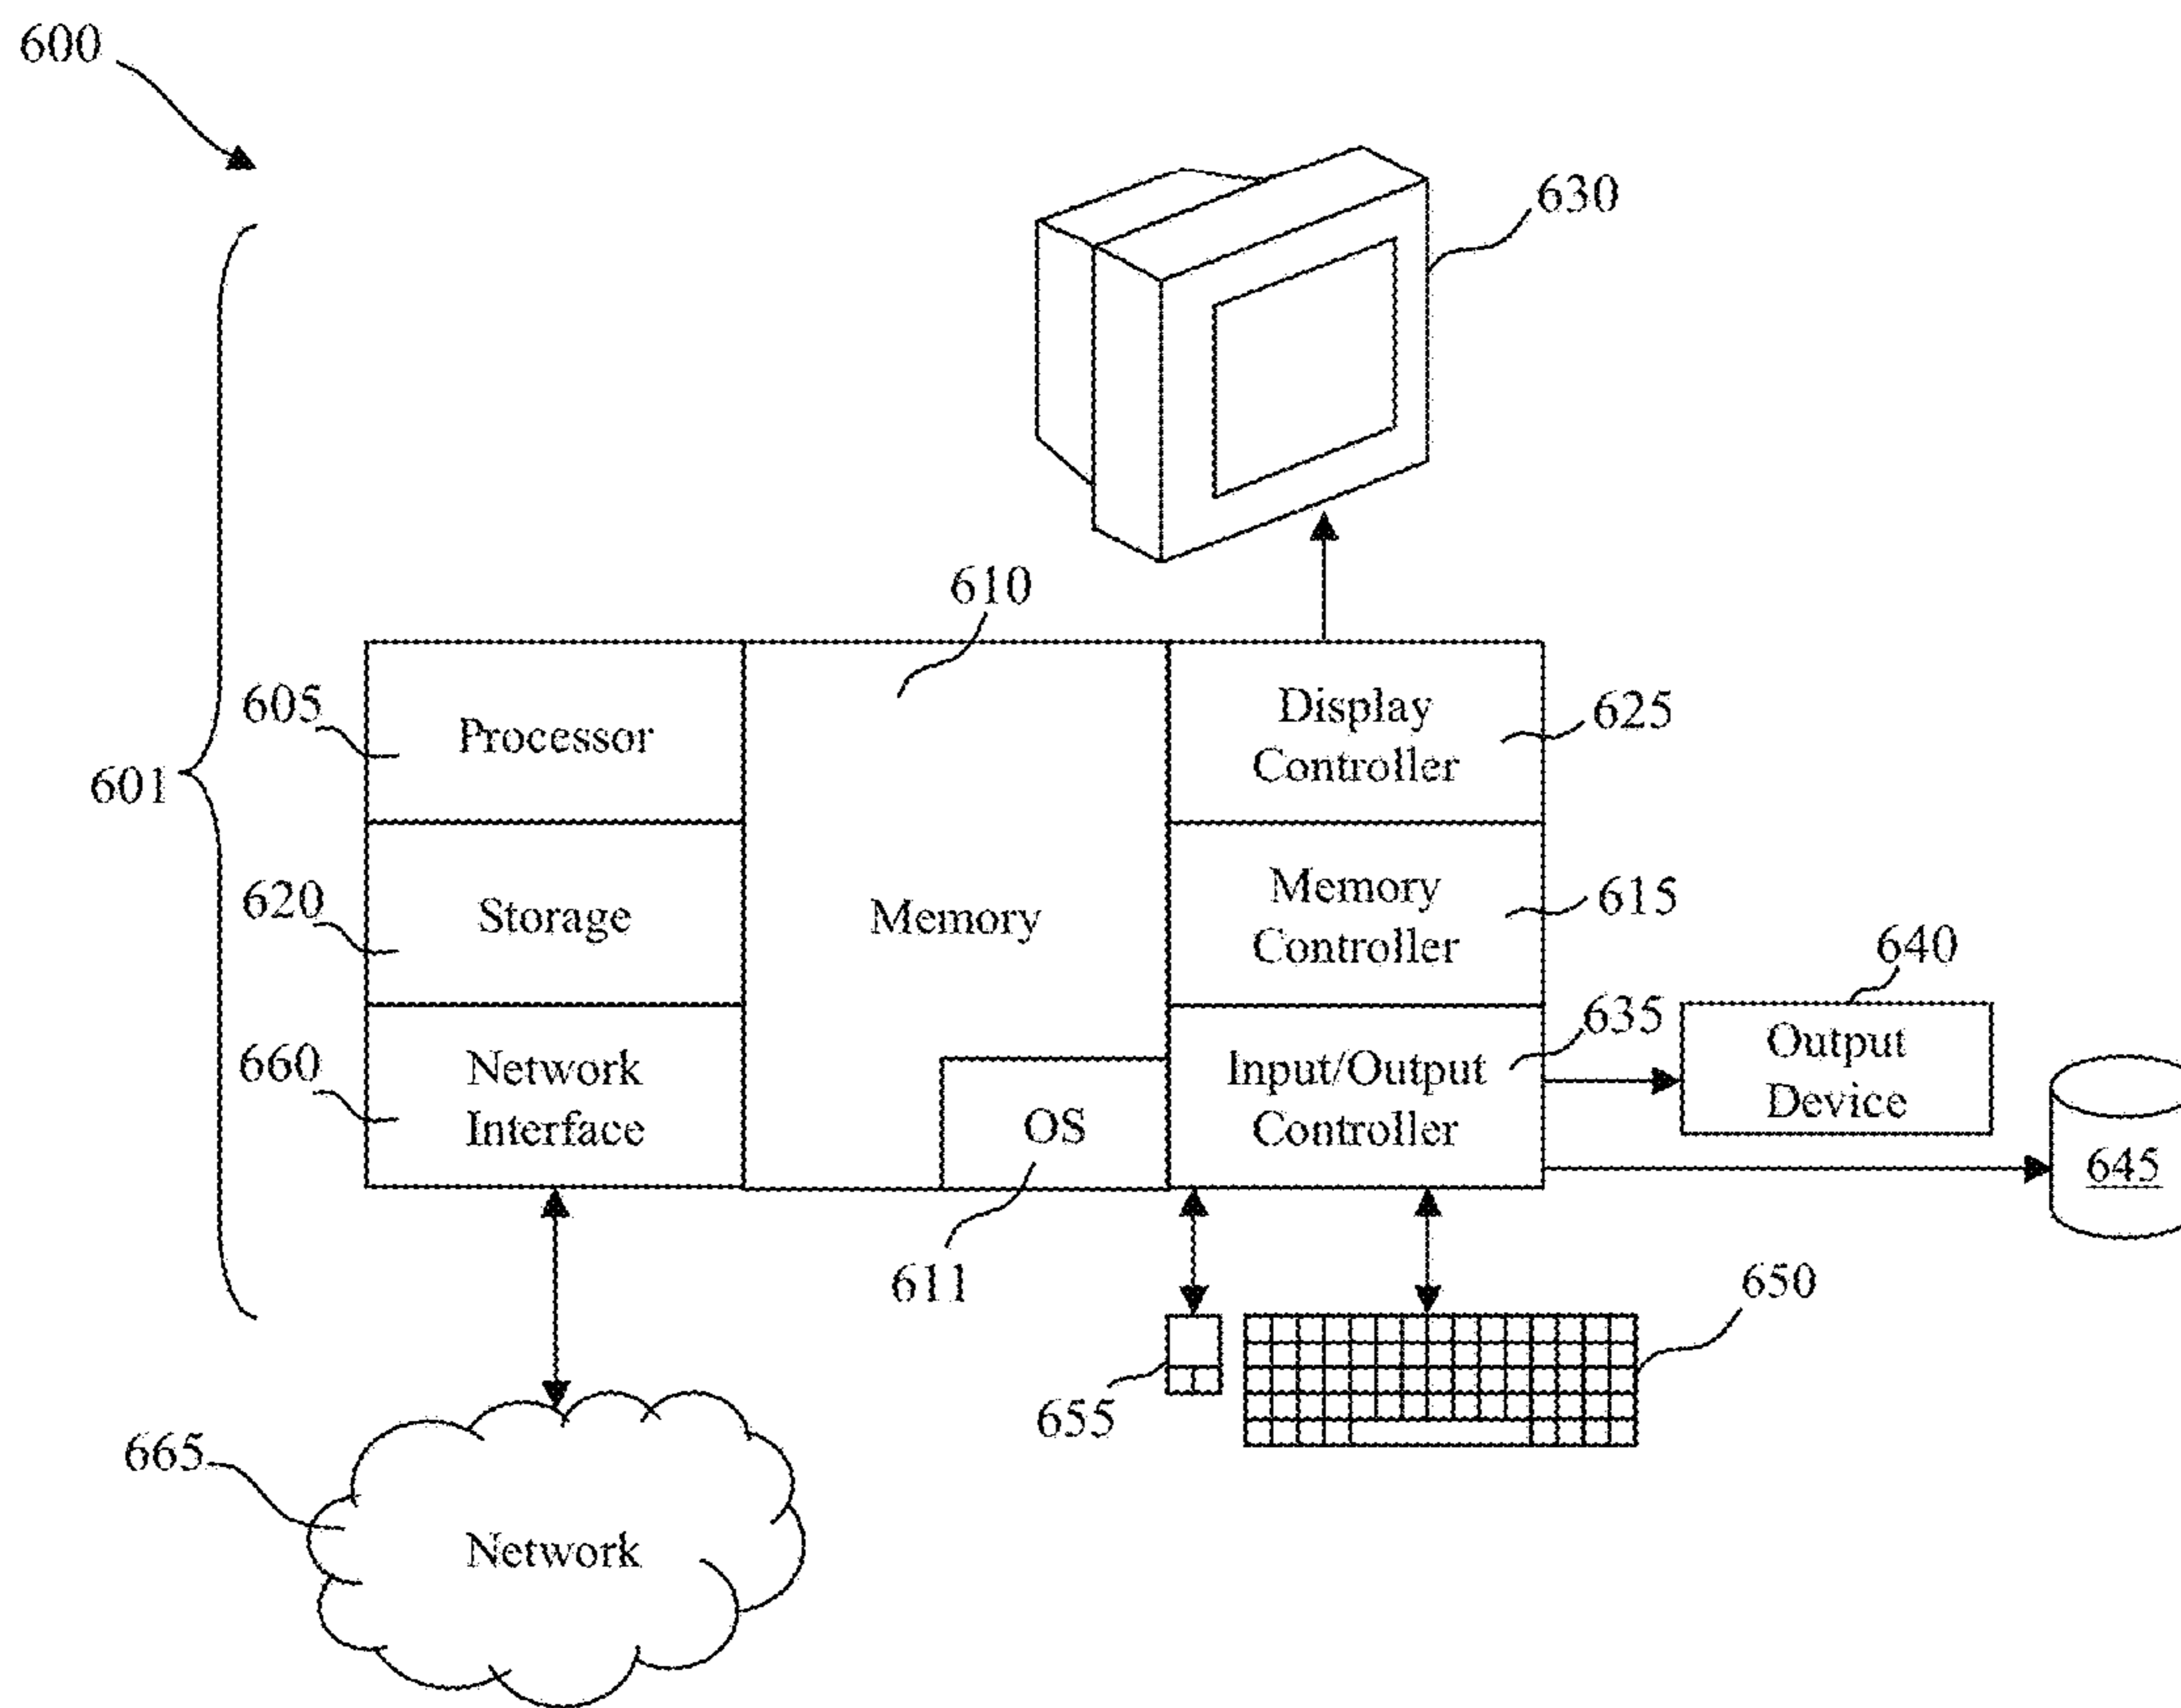 600
630
610
605
Processor
Display
Controller
625
601
620
Storage
Memory
Memory
Controller
615
640
660
Network
Interface
OS
Input/Output
Controller
635
Output
Device
645
611
650
655
665
Network